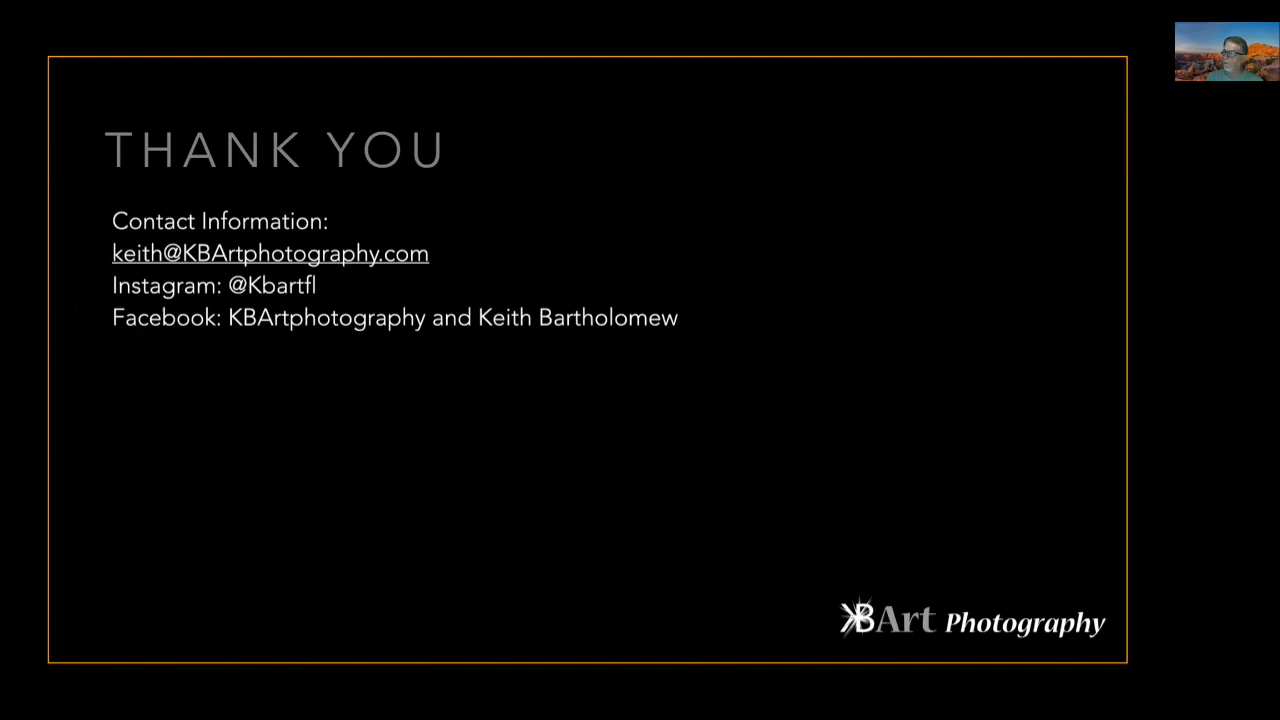 THANK YOU
Contact Information:
keith@KBArtphotography.com
Instagram: @Kbartfl
Facebook: KBArtphotography and Keith Bartholomew
KBArt Photography